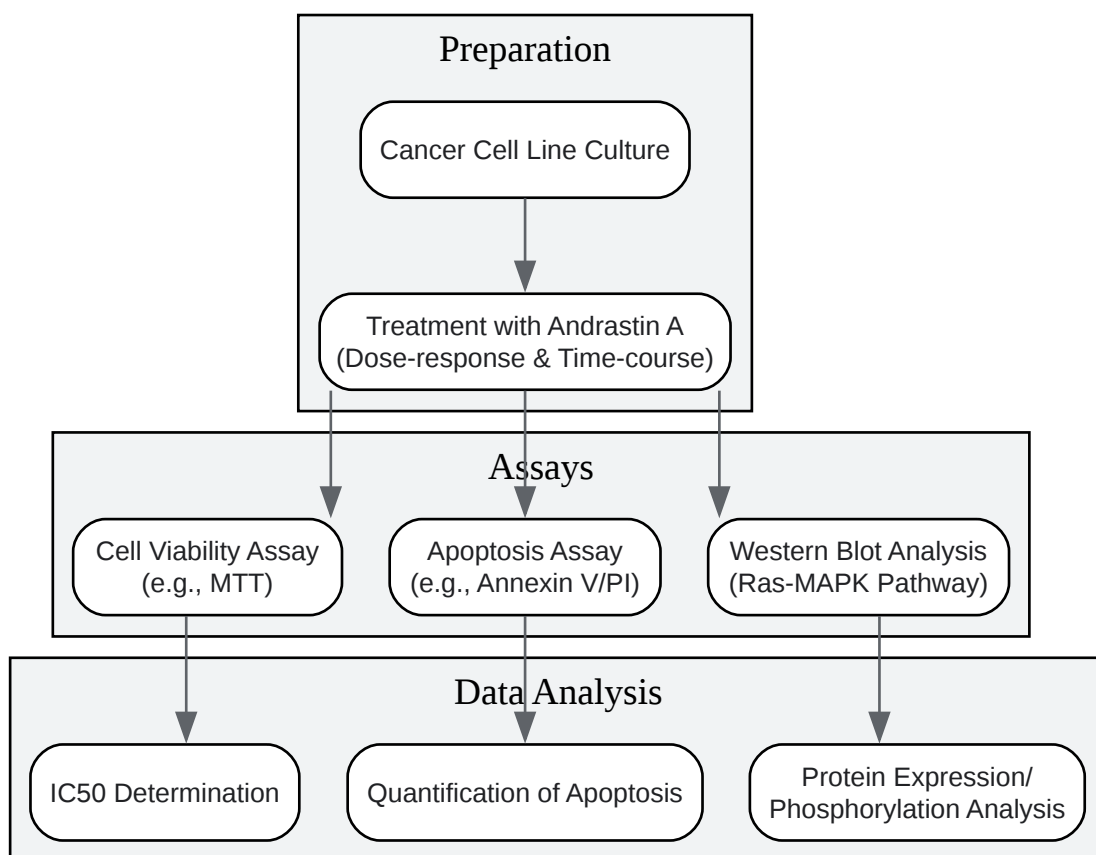 Preparation
Cancer Cell Line Culture
Treatment with Andrastin A
(Dose-response & Time-course)
Assays
Cell Viability Assay
(e.g., MTT)
Apoptosis Assay
(e.g., Annexin V/PI)
Western Blot Analysis
(Ras-MAPK Pathway)
Data Analysis
IC50 Determination
Quantification of Apoptosis
Protein Expression/
Phosphorylation Analysis